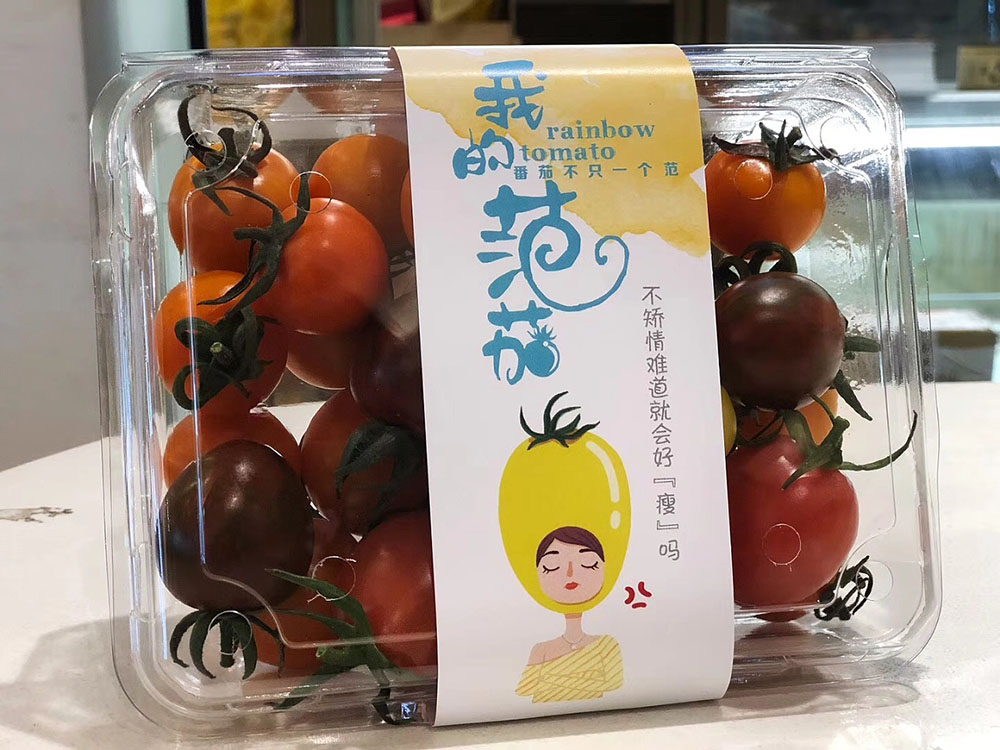 我的范茄
rainbow
tomato
番茄不只一个范
不矫情难道就会好『瘦』吗